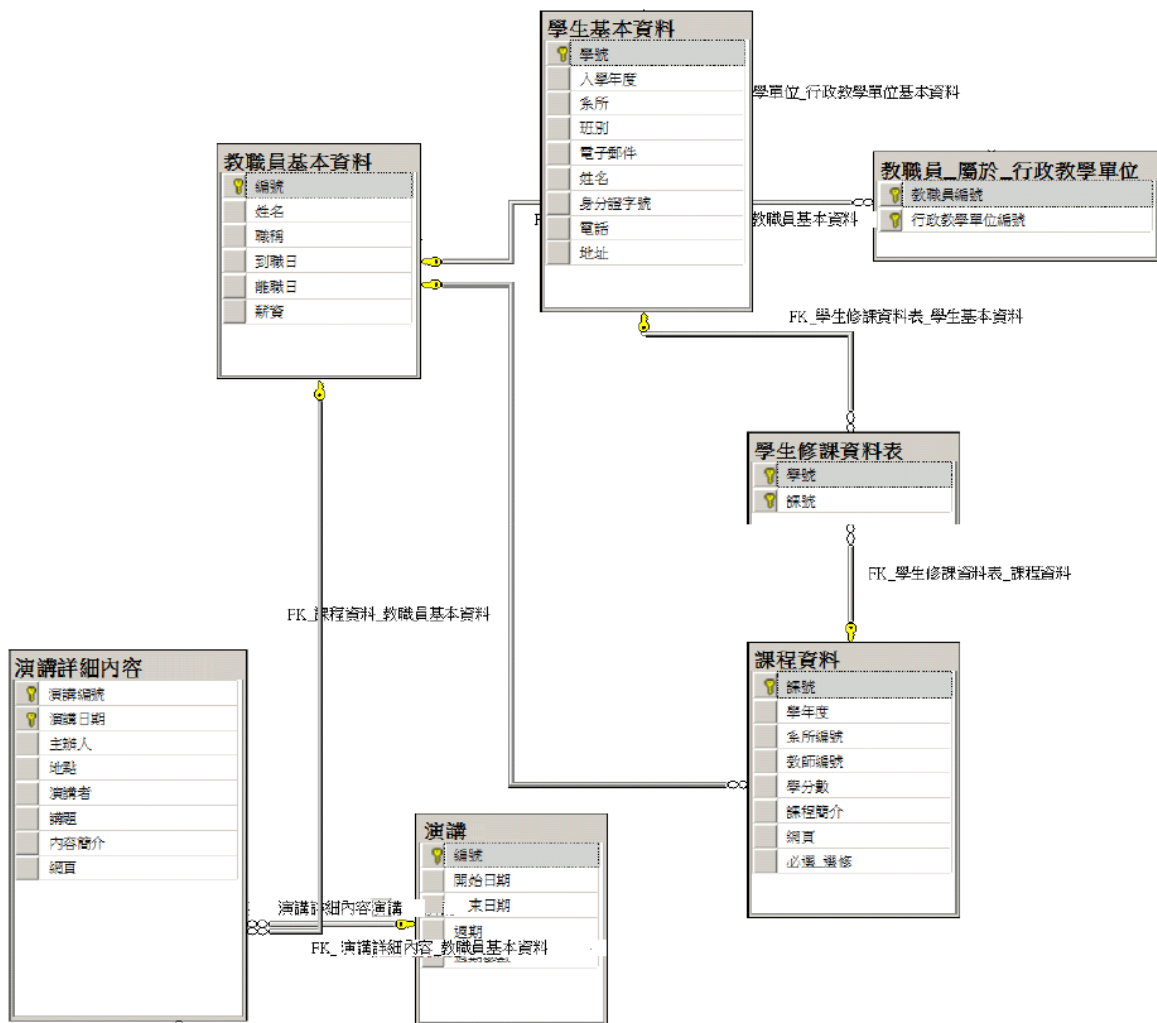 學生基本資料
學號
入學年度
系所
班別
電子郵件
姓名
身分證字號
電話
地址
學單位_行政教學單位基本資料
教職員基本資料
編號
姓名
職稱
到職日
離職日
薪資
教職員_屬於_行政教學單位
教職員編號
行政教學單位編號
F
教職員基本資料
FK_學生修課資料表_學生基本資料
學生修課資料表
學號
課號
FK_學生修課資料表_課程資料
FK_課程資料_教職員基本資料
課程資料
課號
學年度
系所編號
教師編號
學分數
課程簡介
網頁
必選_選修
演講詳細內容
演講編號
演講日期
主辦人
地點
演講者
講題
內容簡介
網頁
演講
編號
開始日期
末日期
週期
演講詳細內容演講
FK_ 演講詳細內容_教職員基本資料